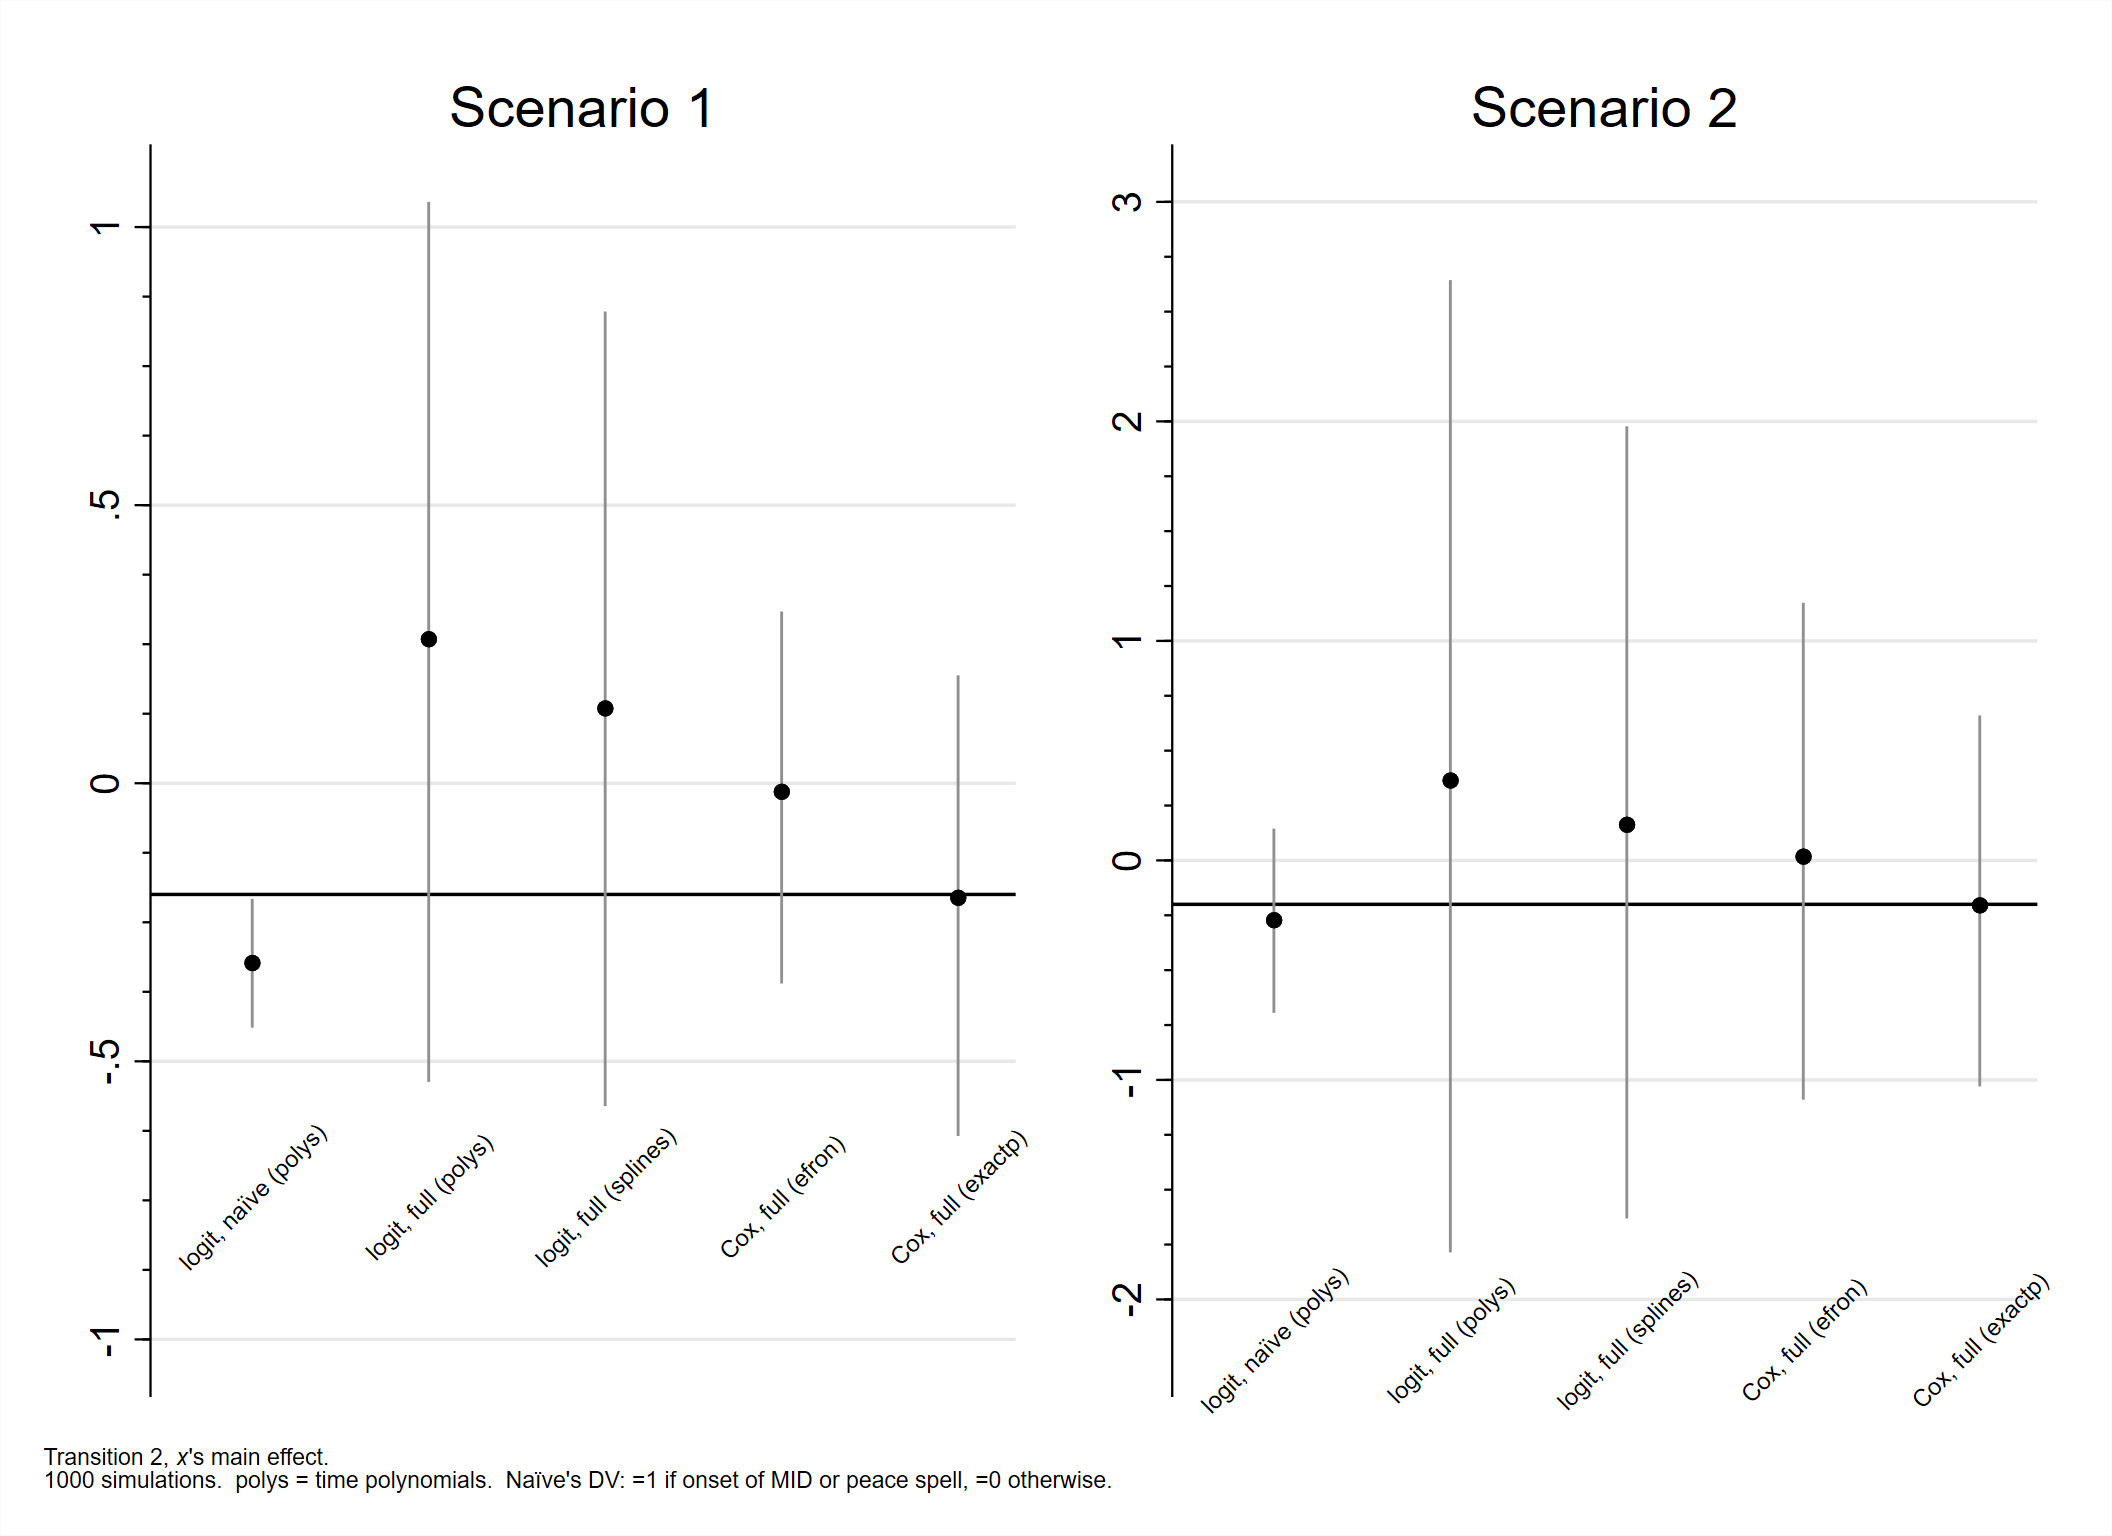 Scenario 1
1
.5
0
-.5
-1
logit, naïve (polys)
logit, full (polys)
logit, full (splines)
Cox, full (efron)
Cox, full (exactp)
Scenario 2
3
2
1
0
-1
-2
logit, naïve (polys)
logit, full (polys)
logit, full (splines)
Cox, full (efron)
Cox, full (exactp)
Transition 2, x's main effect.
1000 simulations.  polys = time polynomials.  Naïve's DV: =1 if onset of MID or peace spell, =0 otherwise.